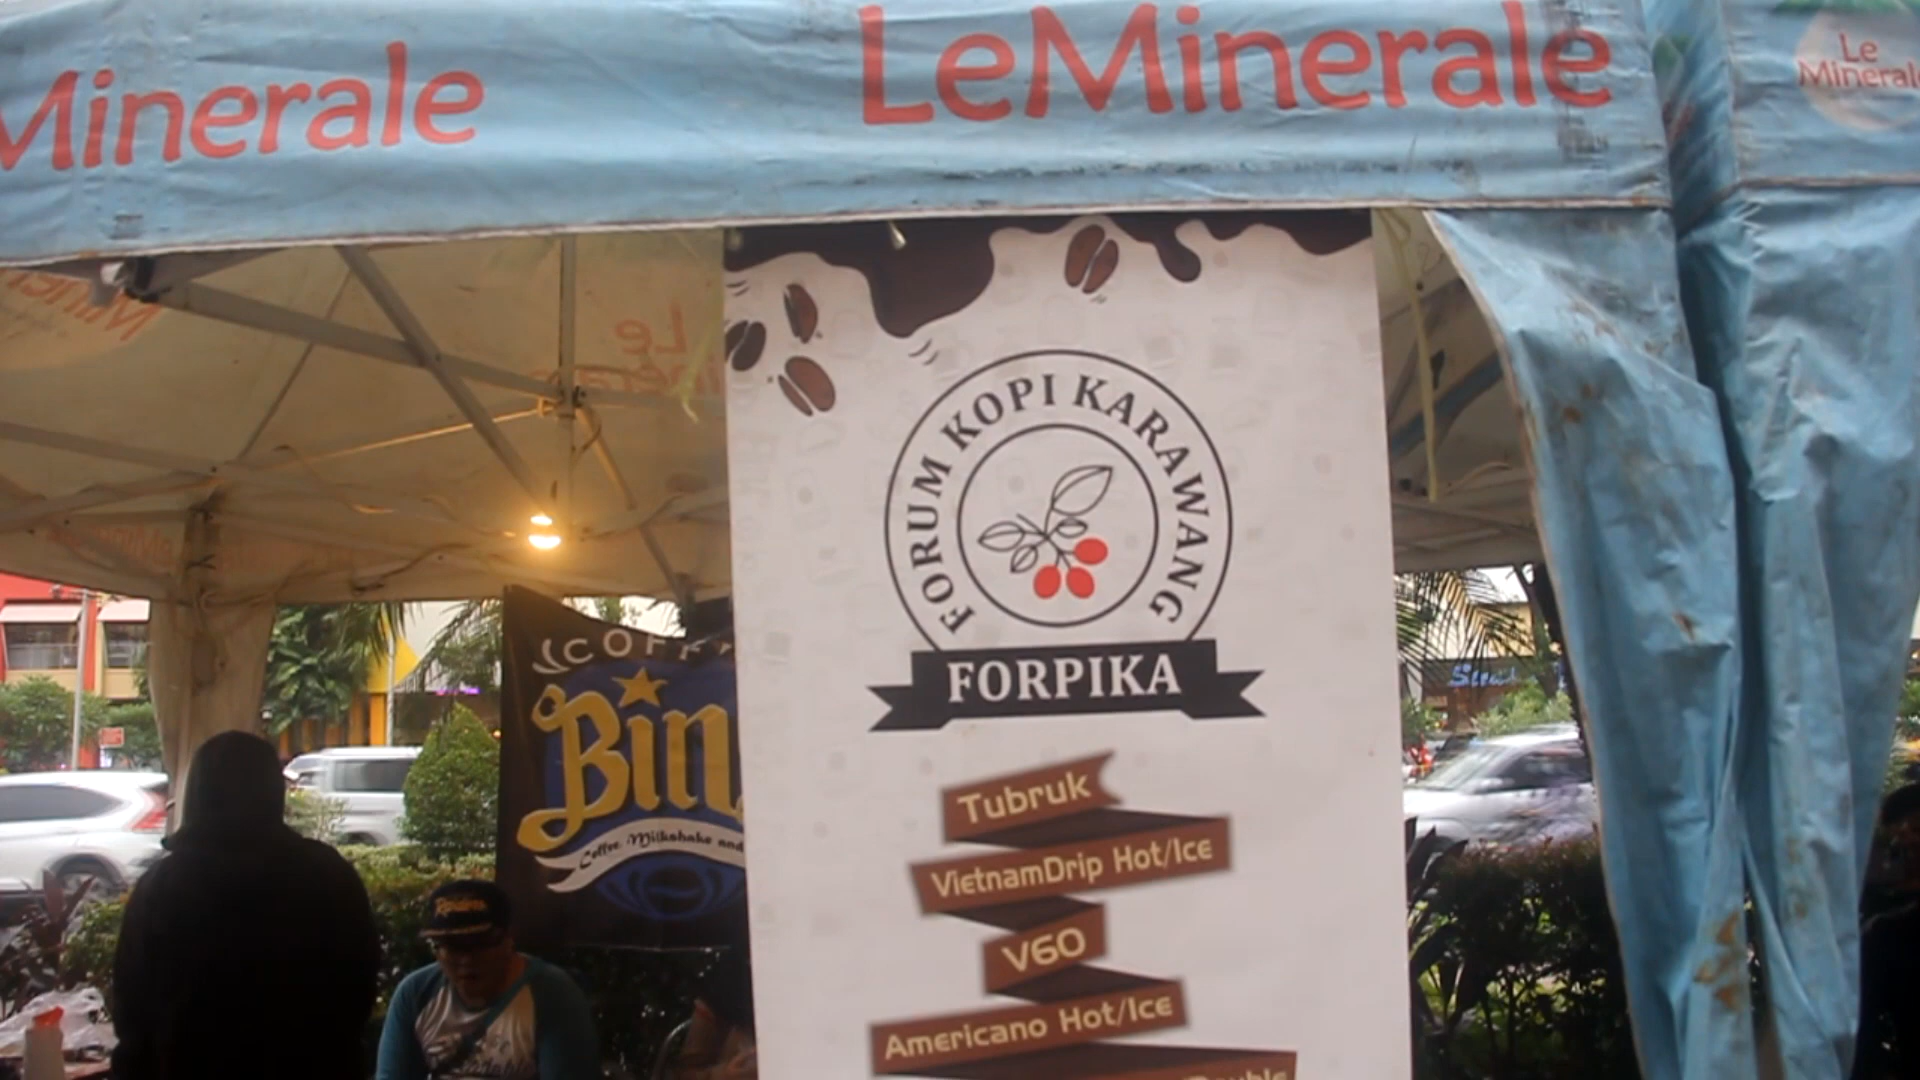 Minerale
LeMinerale
Le
Minerale
FORUM KOPI KARAWANG
FORPIKA
Tubruk
VietnamDrip Hot/Ice
V60
Americano Hot/Ice
Double
COFF
Bin
Coffee, Milkshake and